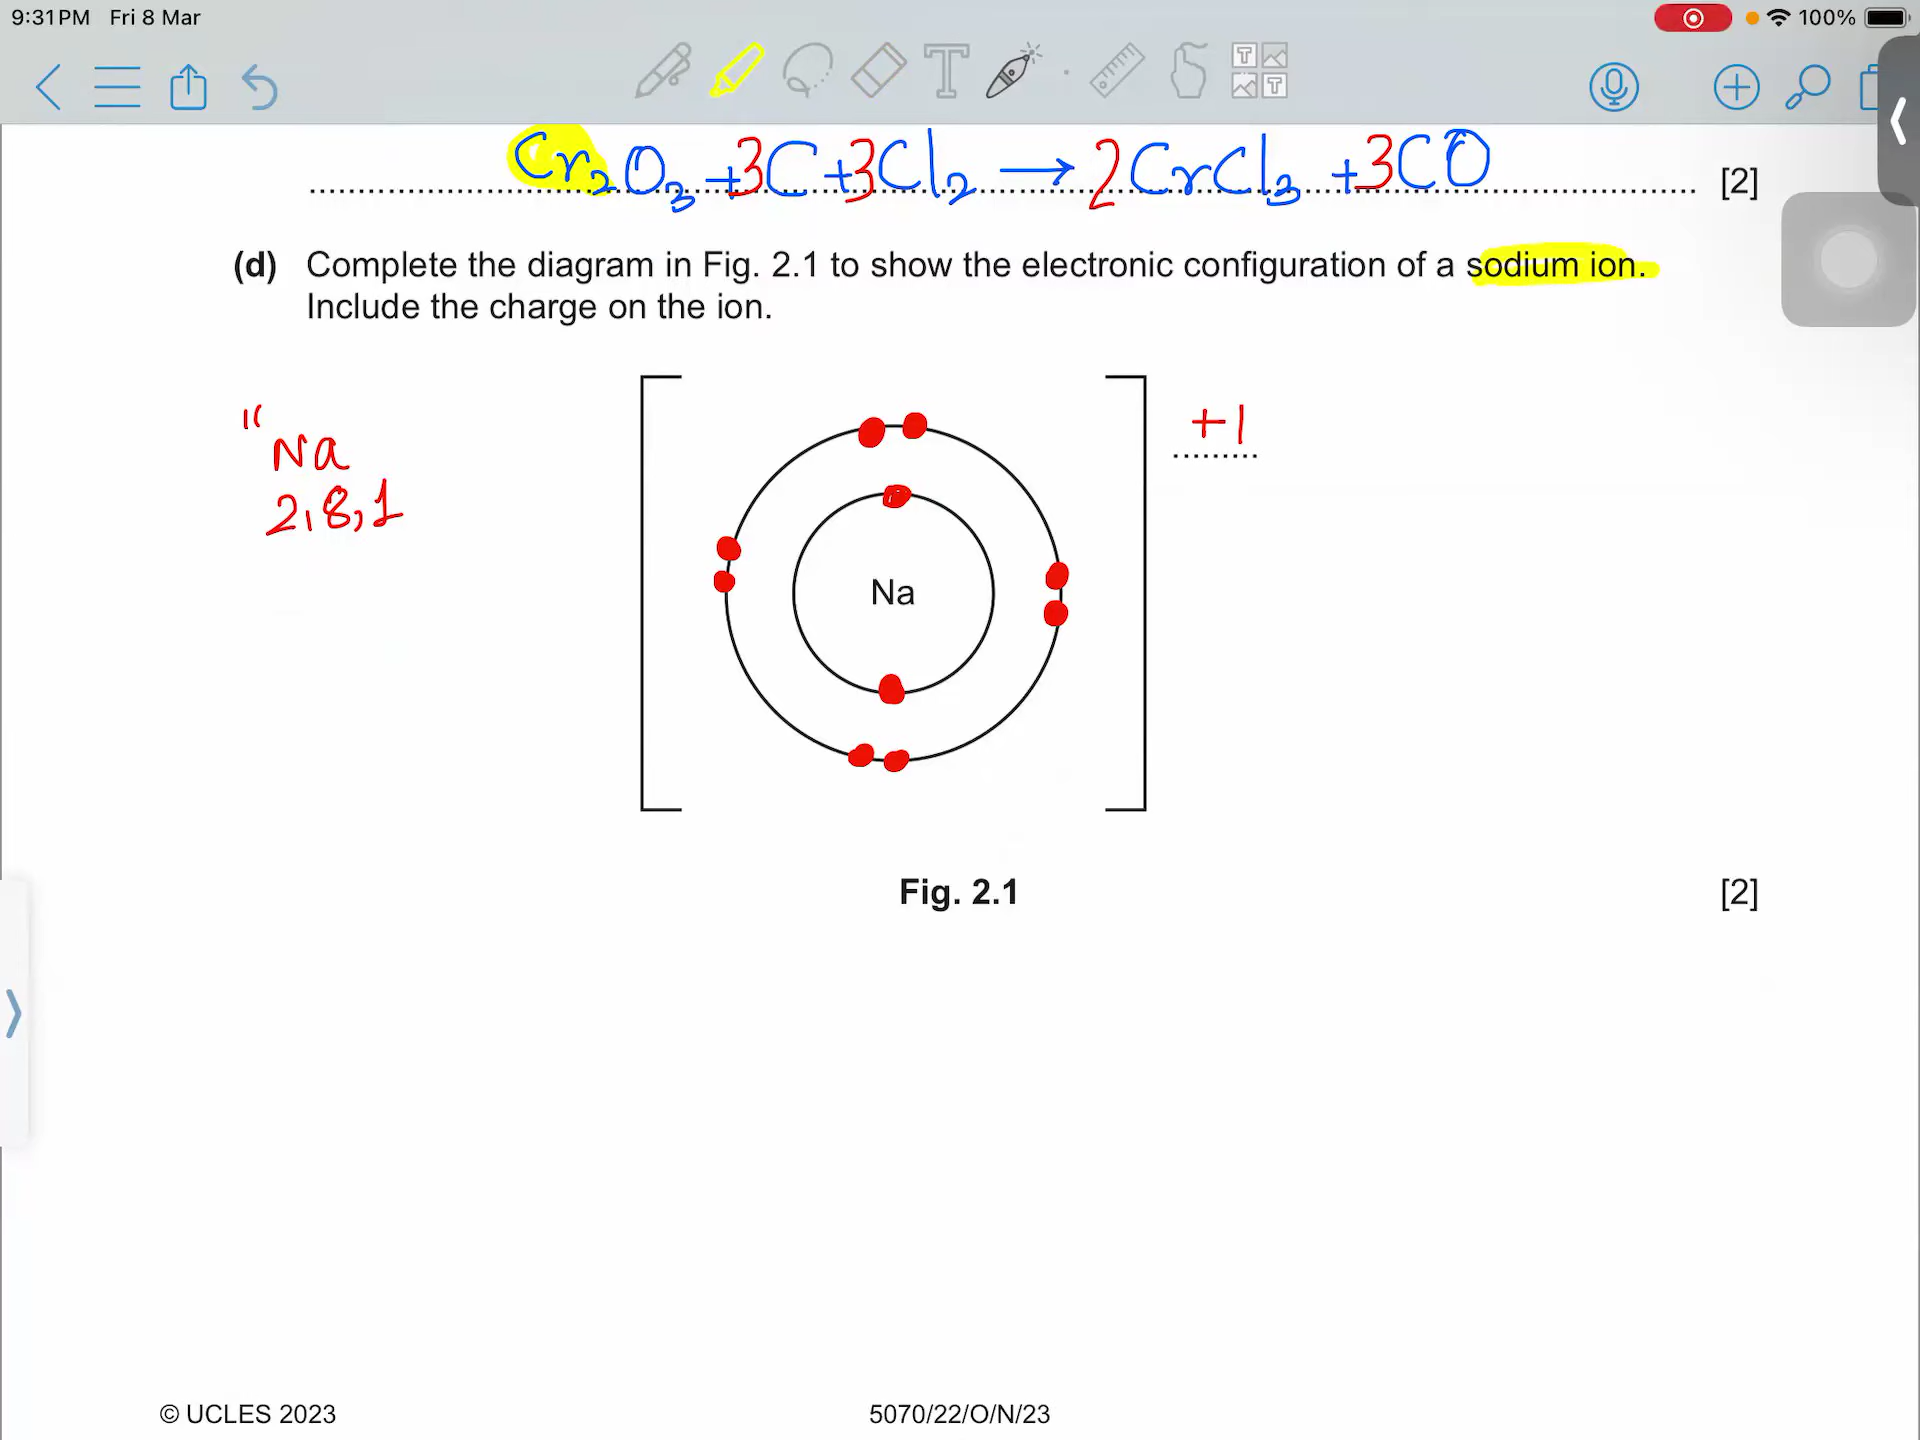 9:31PM Fri 8 Mar 100%
Cr₂O₃ + 3C + 3Cl₂ → 2CrCl₃ + 3CO [2]
(d) Complete the diagram in Fig. 2.1 to show the electronic configuration of a sodium ion.
Include the charge on the ion.
+1
11
Na
2,8,1
Na
Fig. 2.1 [2]
© UCLES 2023 5070/22/O/N/23